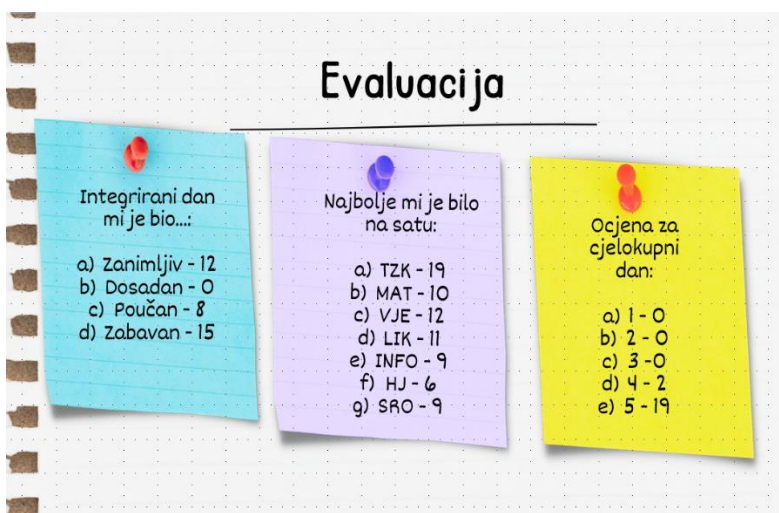 Evaluacija
Integrirani dan
mi je bio...:
a) Zanimljiv - 12
b) Dosadan - 0
c) Poučan - 8
d) Zabavan - 15
Najbolje mi je bilo
na satu:
a) TZK - 19
b) MAT - 10
c) VJE - 12
d) LIK - 11
e) INFO - 9
f) HJ - 6
g) SRO - 9
Ocjena za
cjelokupni
dan:
a) 1 - 0
b) 2 - 0
c) 3 -0
d) 4 - 2
e) 5 - 19